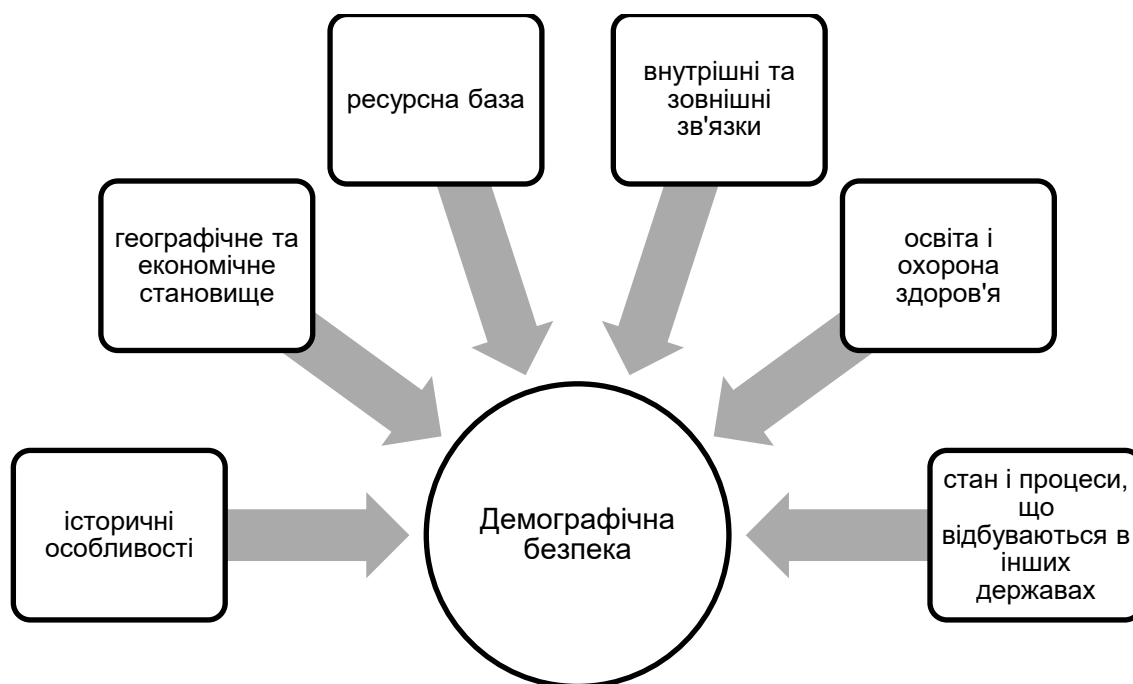 ресурсна база
внутрішні та
зовнішні
зв'язки
географічне та
економічне
становище
освіта і
охорона
здоров'я
історичні
особливості
Демографічна
безпека
стан і процеси,
що
відбуваються в
інших
державах